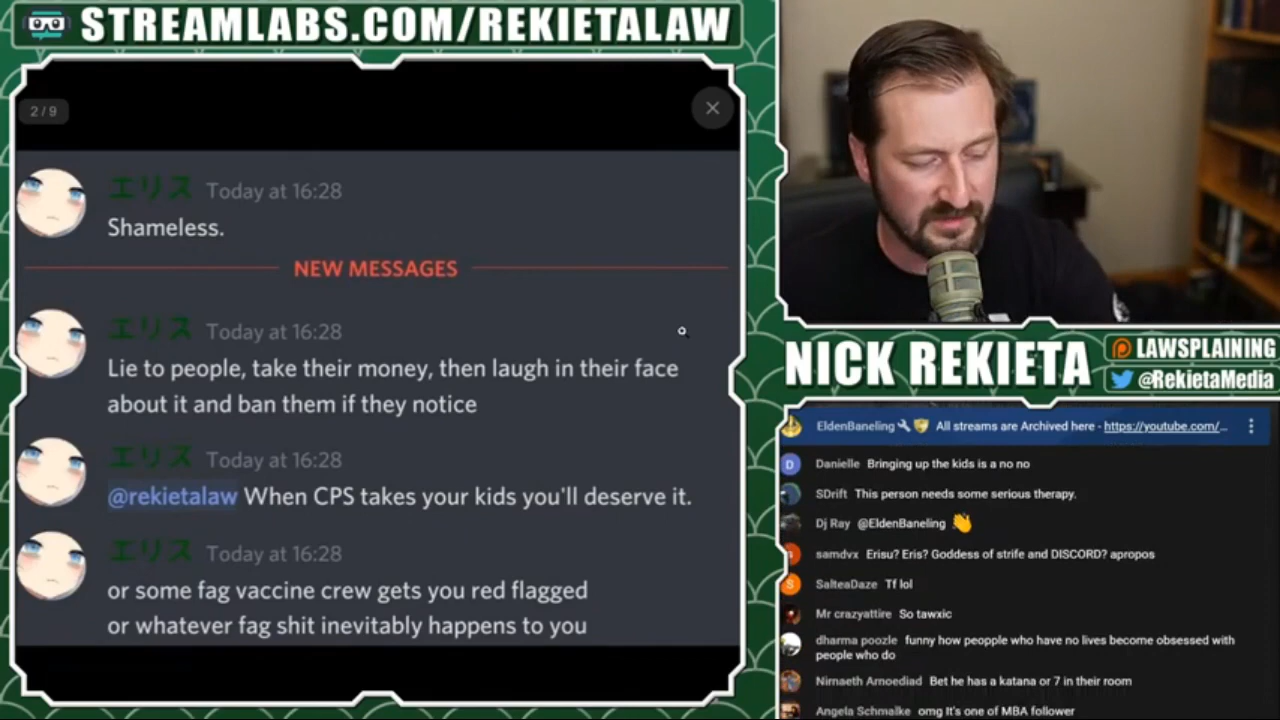 STREAMLABS.COM/REKIETALAW
2/9
エリス Today at 16:28
Shameless.
NEW MESSAGES
エリス Today at 16:28
Lie to people, take their money, then laugh in their face
about it and ban them if they notice
エリス Today at 16:28
@rekietalaw When CPS takes your kids you'll deserve it.
エリス Today at 16:28
or some fag vaccine crew gets you red flagged
or whatever fag shit inevitably happens to you
NICK REKIETA
LAWSPLAINING
@RekietaMedia
EldenBaneling All streams are Archived here - https://youtube.com/...
D Danielle Bringing up the kids is a no no
SDrift This person needs some serious therapy.
Dj Ray @EldenBaneling 👏
s samdvx Erisu? Eris? Goddess of strife and DISCORD? apropos
S SalteaDaze Tf lol
Mr crazyattire So tawxic
dharma poozle funny how peopple who have no lives become obsessed with
people who do
Nirnaeth Arnoediad Bet he has a katana or 7 in their room
Angela Schmalke omg It's one of MBA follower